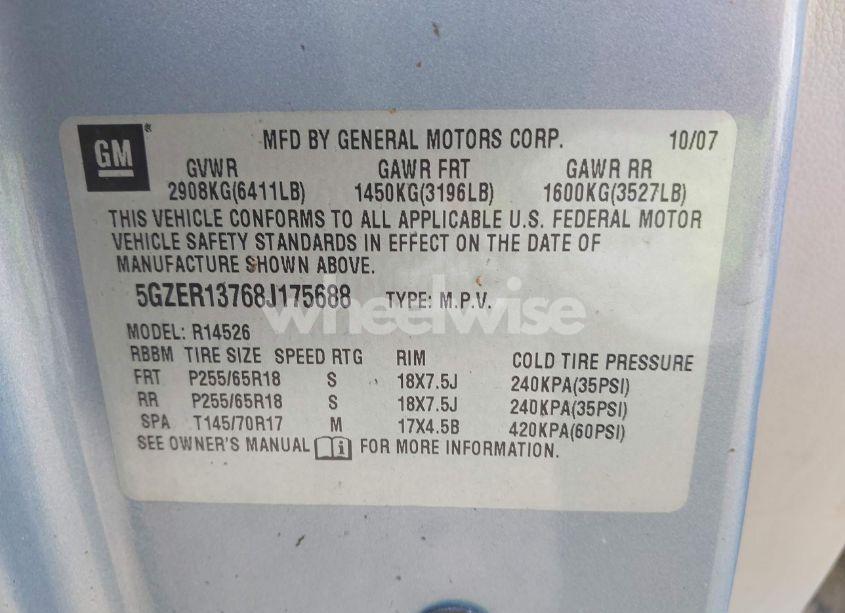 GM ® MFD BY GENERAL MOTORS CORP. 10/07
GVWR GAWR FRT GAWR RR
2908KG(6411LB) 1450KG(3196LB) 1600KG(3527LB)
THIS VEHICLE CONFORMS TO ALL APPLICABLE U.S. FEDERAL MOTOR
VEHICLE SAFETY STANDARDS IN EFFECT ON THE DATE OF
MANUFACTURE SHOWN ABOVE.
5GZER13768J175688 TYPE: M.P.V.
wheelwise
MODEL: R14526
RBBM TIRE SIZE SPEED RTG RIM COLD TIRE PRESSURE
FRT P255/65R18 S 18X7.5J 240KPA(35PSI)
RR P255/65R18 S 18X7.5J 240KPA(35PSI)
SPA T145/70R17 M 17X4.5B 420KPA(60PSI)
SEE OWNER'S MANUAL i FOR MORE INFORMATION.